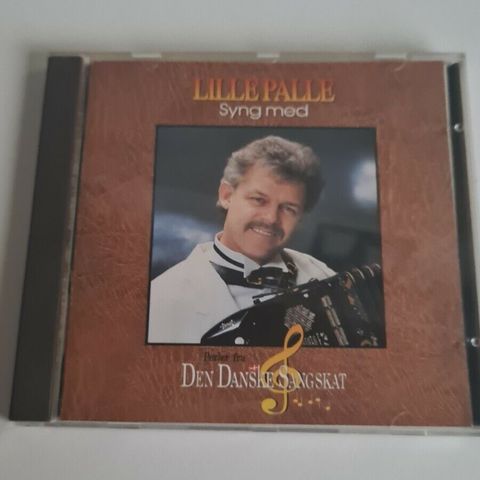 LILLE PALLE
Syng med
Perler fra
DEN DANSKE SANGSKAT